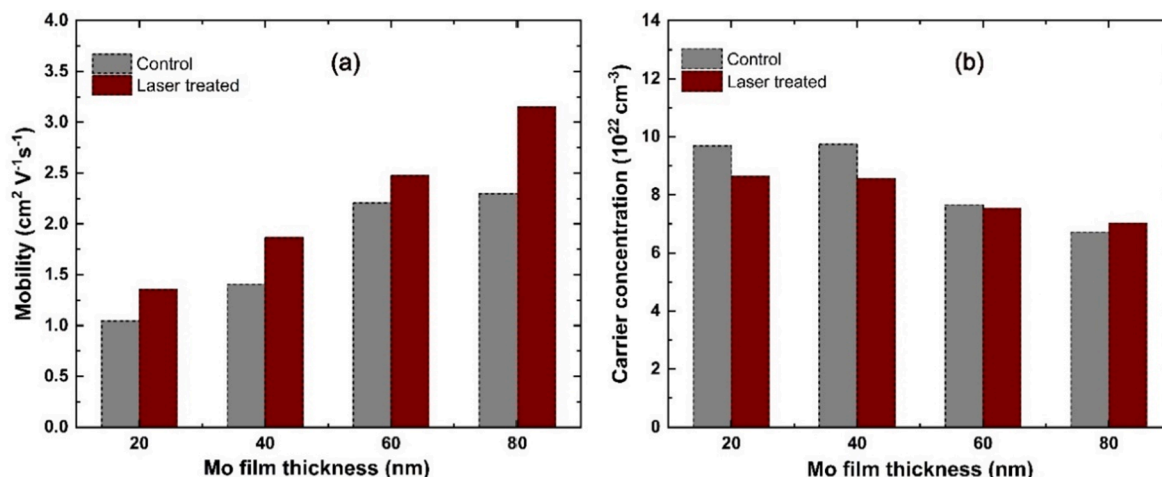 4.0
3.5
3.0
2.5
2.0
1.5
1.0
0.5
0.0
Mobility (cm² V⁻¹s⁻¹)
Control
Laser treated
(a)
20 40 60 80
Mo film thickness (nm)
14
12
10
8
6
4
2
0
Carrier concentration (10²² cm⁻³)
Control
Laser treated
(b)
20 40 60 80
Mo film thickness (nm)